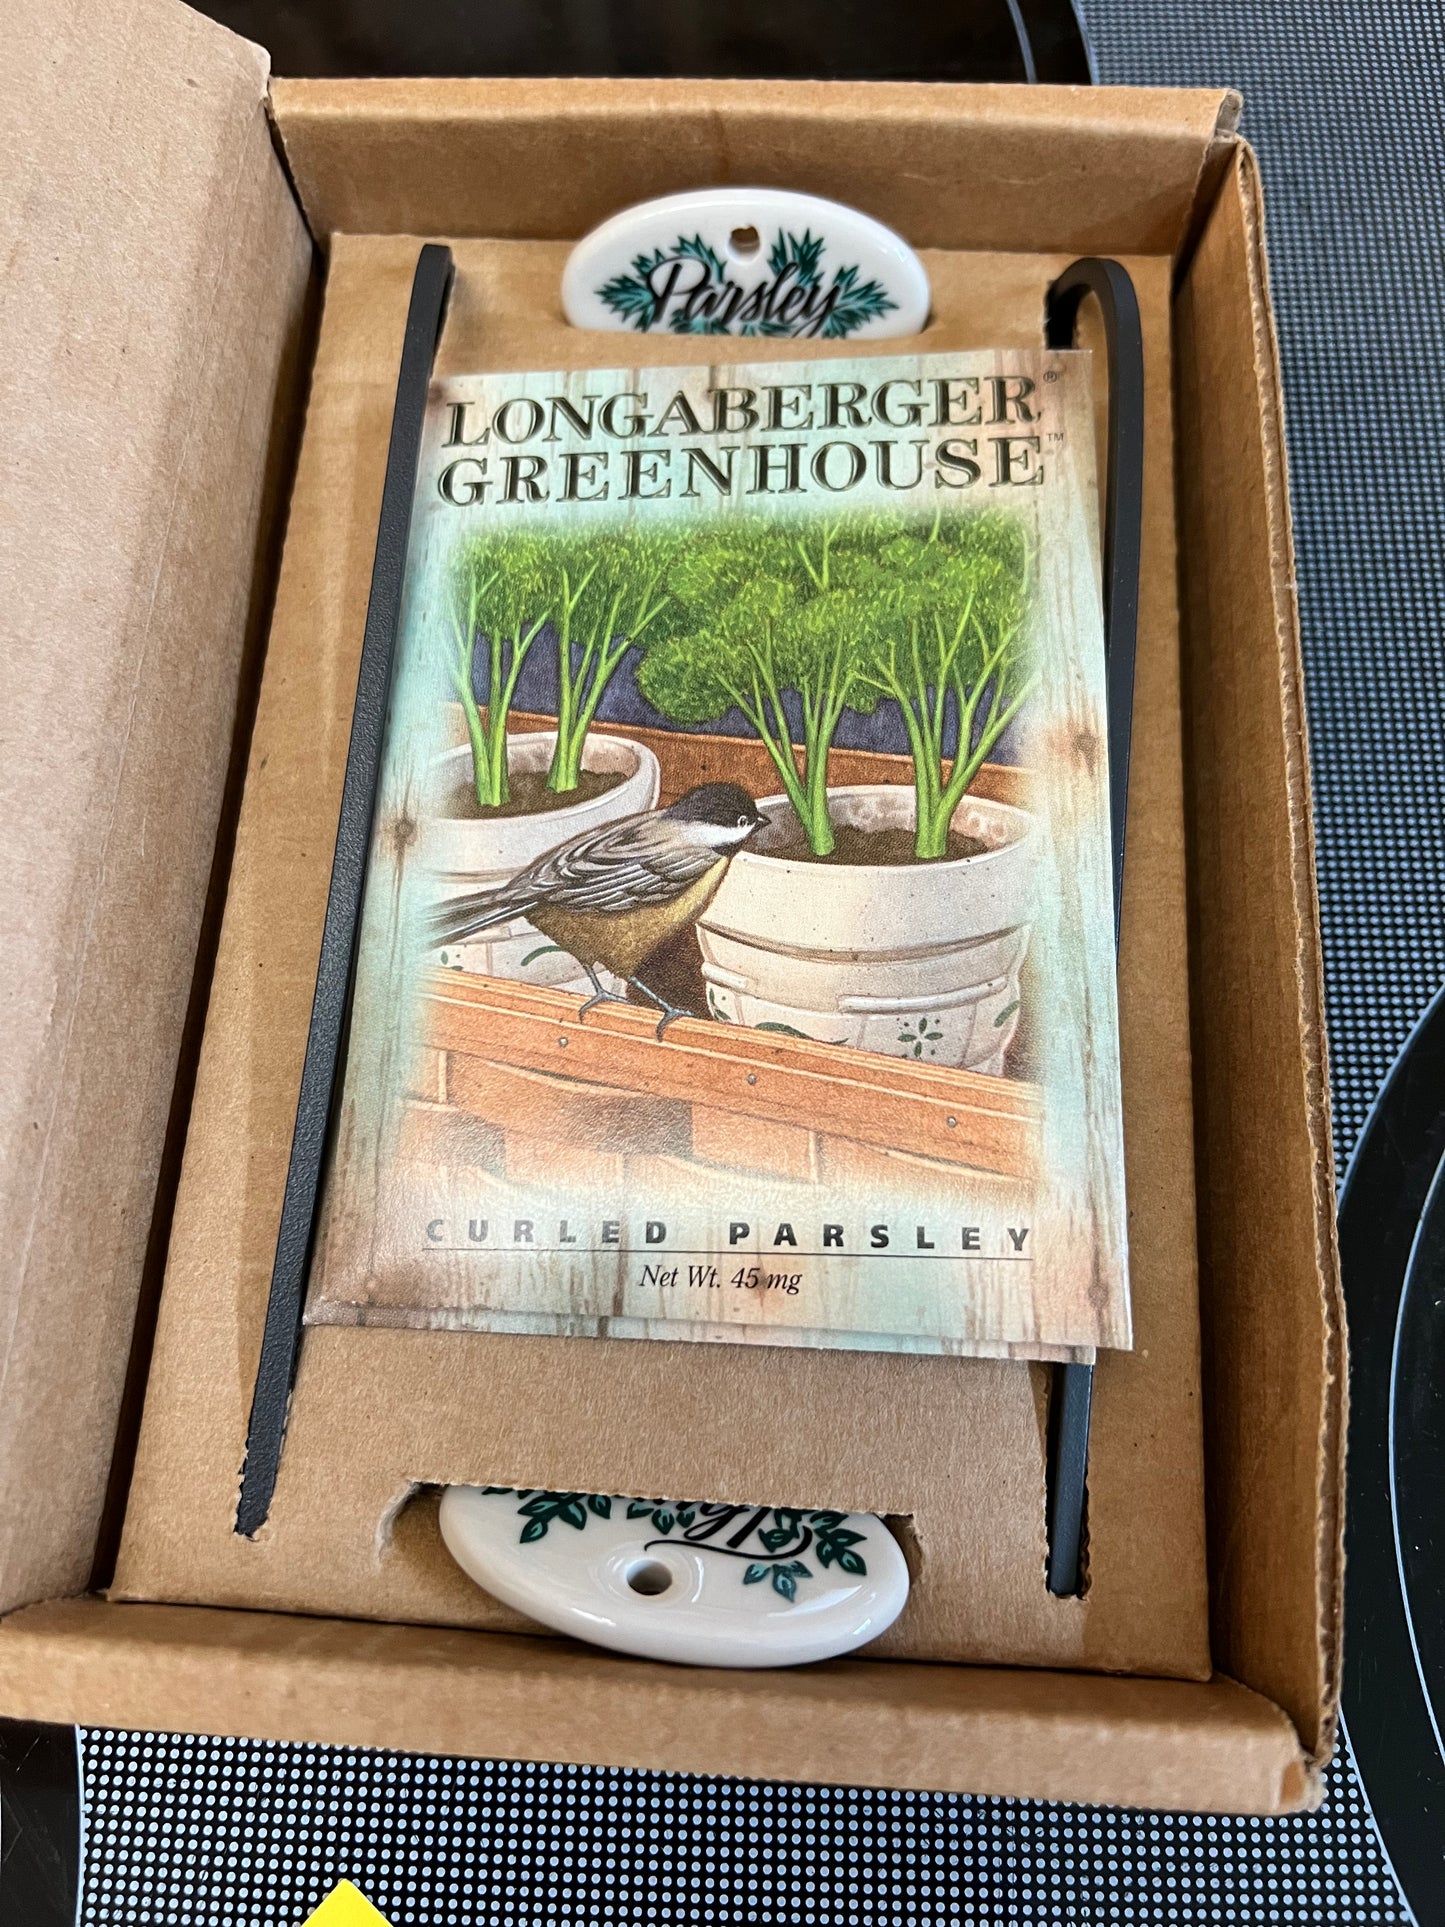 Parsley
LONGABERGER®
GREENHOUSE™
CURLED PARSLEY
Net Wt. 45 mg